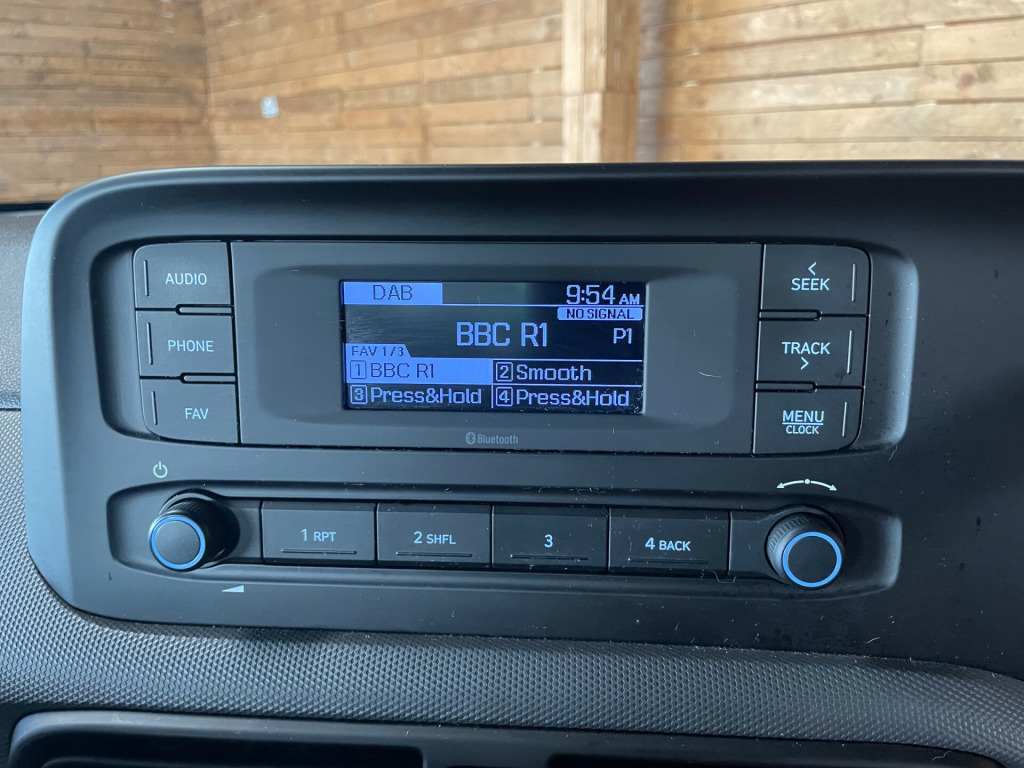 AUDIO
PHONE
FAV
DAB
9:54 AM
NO SIGNAL
BBC R1
P1
FAV 1/3
1 BBC R1
2 Smooth
3 Press&Hold
4 Press&Hold
Bluetooth
< SEEK
TRACK >
MENU
CLOCK
1 RPT
2 SHFL
3
4 BACK